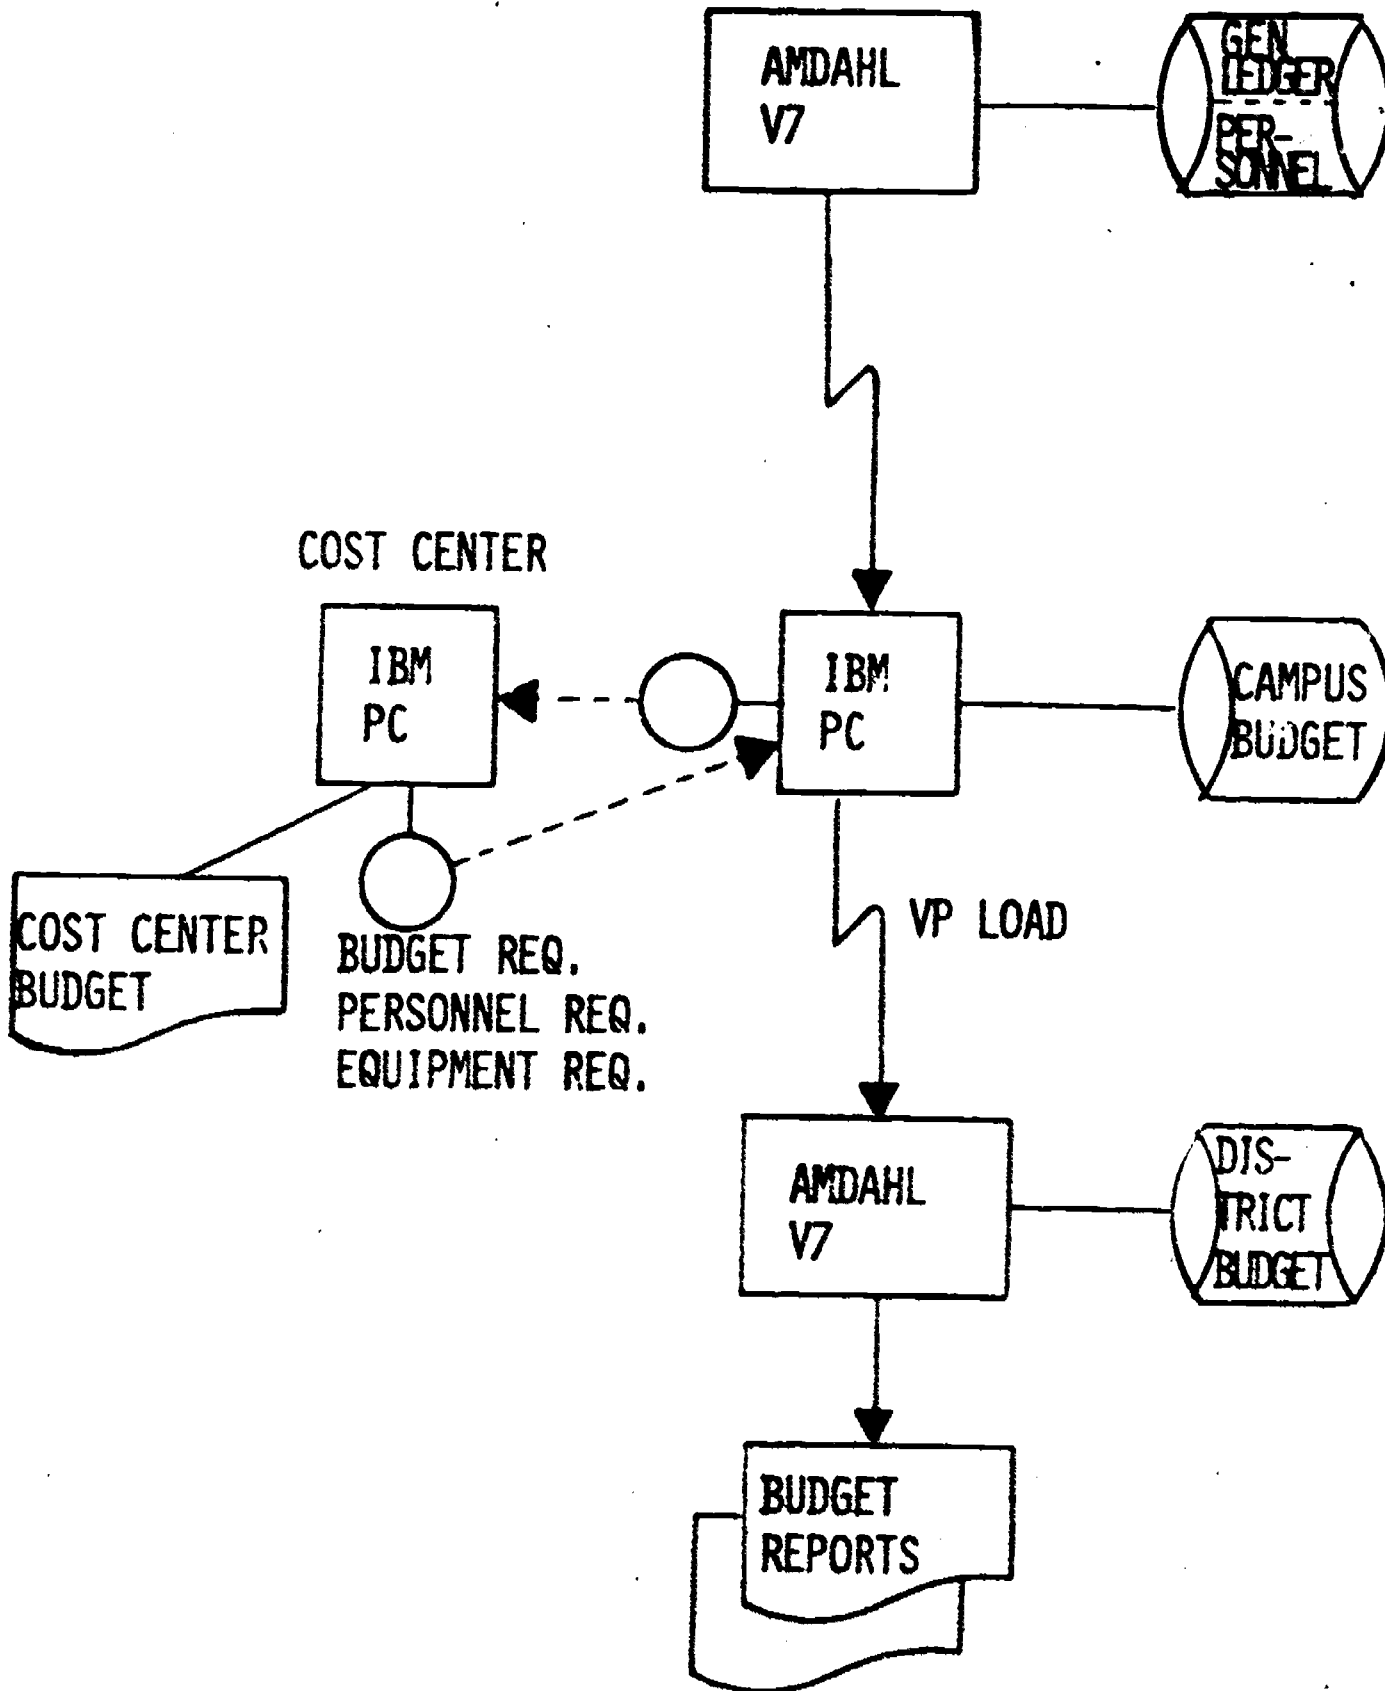 AMDAHL
V7
GEN
LEDGER
PER-
SONNEL
COST CENTER
IBM
PC
IBM
PC
CAMPUS
BUDGET
COST CENTER
BUDGET
BUDGET REQ.
PERSONNEL REQ.
EQUIPMENT REQ.
VP LOAD
AMDAHL
V7
DIS-
TRICT
BUDGET
BUDGET
REPORTS